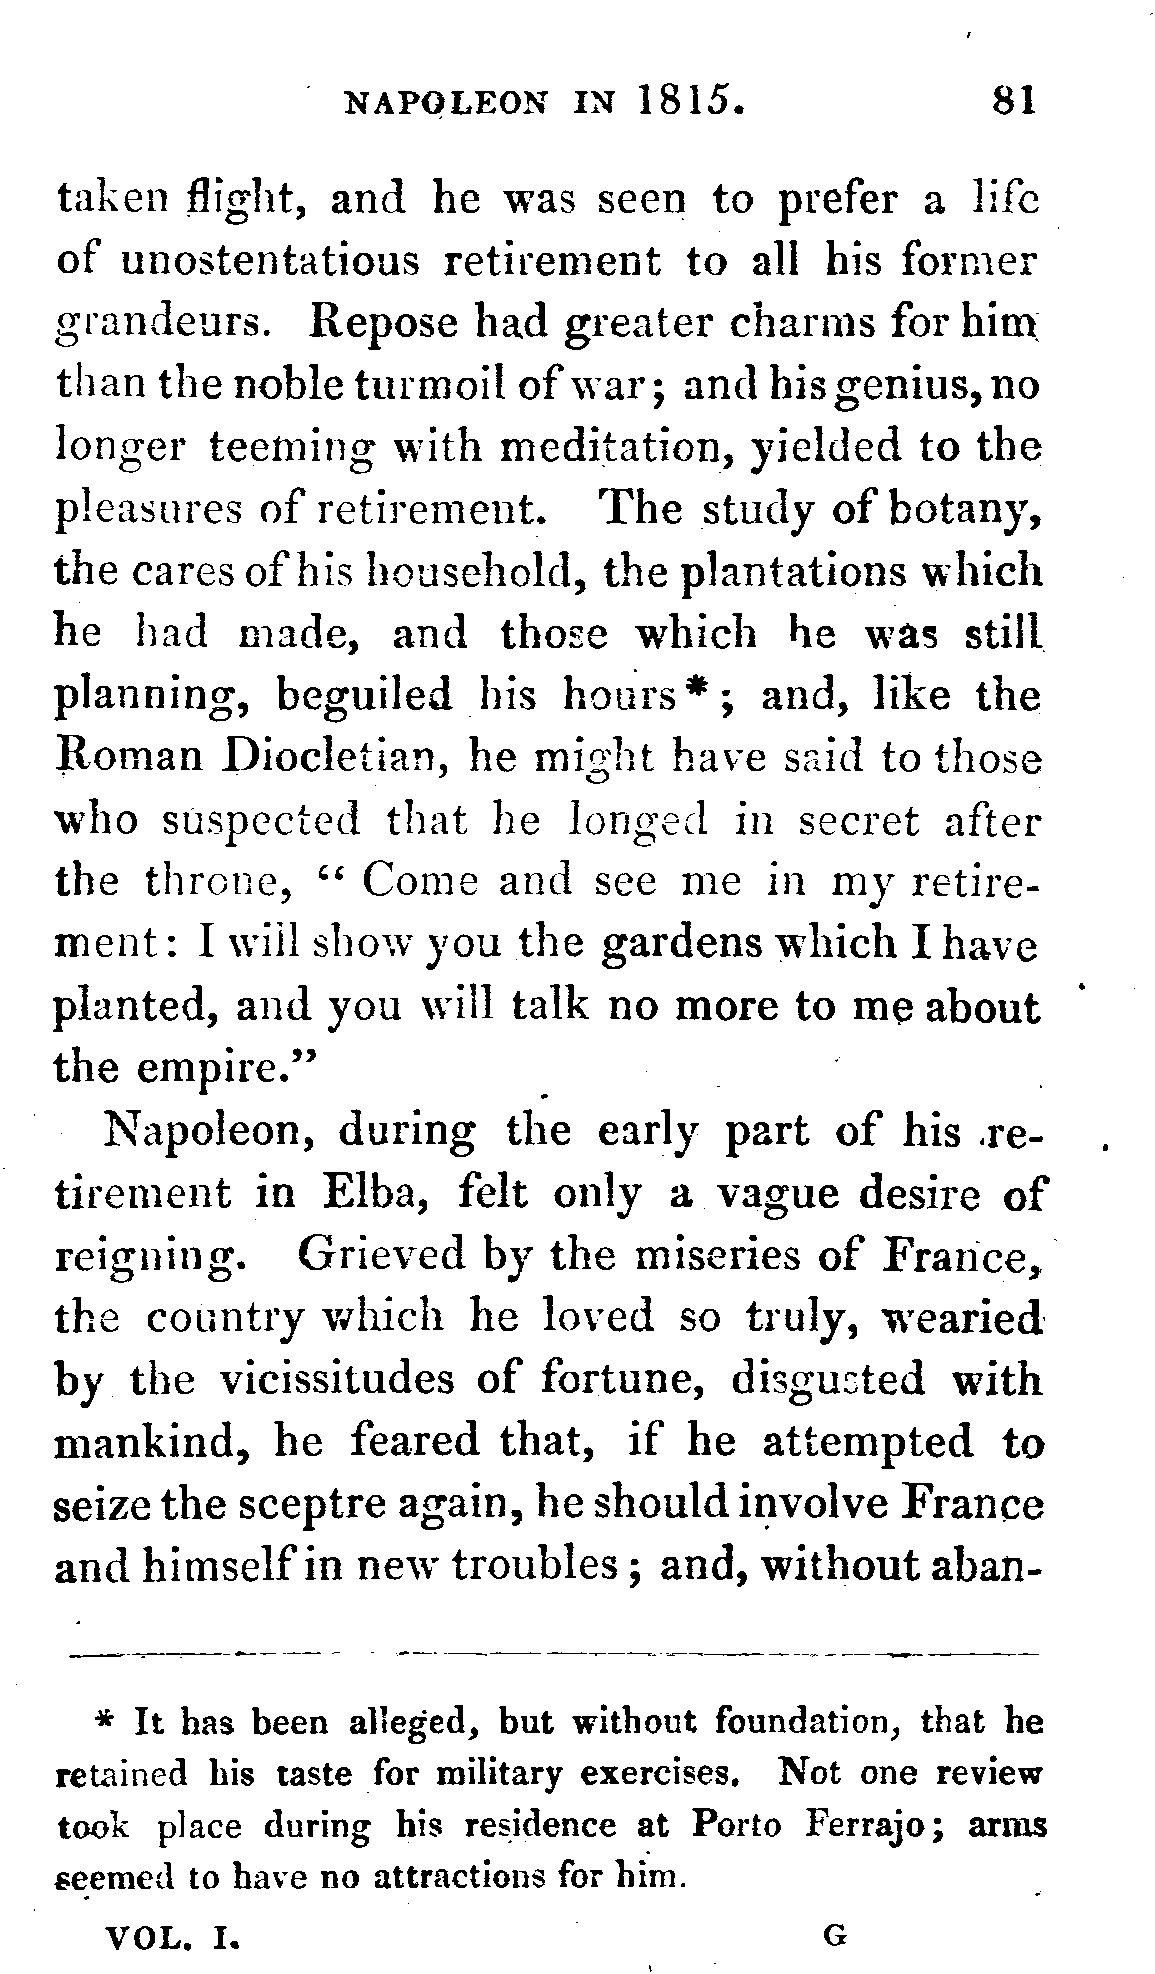 NAPOLEON IN 1815. 81
taken flight, and he was seen to prefer a life
of unostentatious retirement to all his former
grandeurs. Repose had greater charms for him
than the noble turmoil of war; and his genius, no
longer teeming with meditation, yielded to the
pleasures of retirement. The study of botany,
the cares of his household, the plantations which
he had made, and those which he was still
planning, beguiled his hours*; and, like the
Roman Diocletian, he might have said to those
who suspected that he longed in secret after
the throne, “ Come and see me in my retire-
ment: I will show you the gardens which I have
planted, and you will talk no more to me about
the empire.”
Napoleon, during the early part of his re-
tirement in Elba, felt only a vague desire of
reigning. Grieved by the miseries of France,
the country which he loved so truly, wearied
by the vicissitudes of fortune, disgusted with
mankind, he feared that, if he attempted to
seize the sceptre again, he should involve France
and himself in new troubles; and, without aban-
* It has been alleged, but without foundation, that he
retained his taste for military exercises. Not one review
took place during his residence at Porto Ferrajo; arms
seemed to have no attractions for him.
VOL. I. G